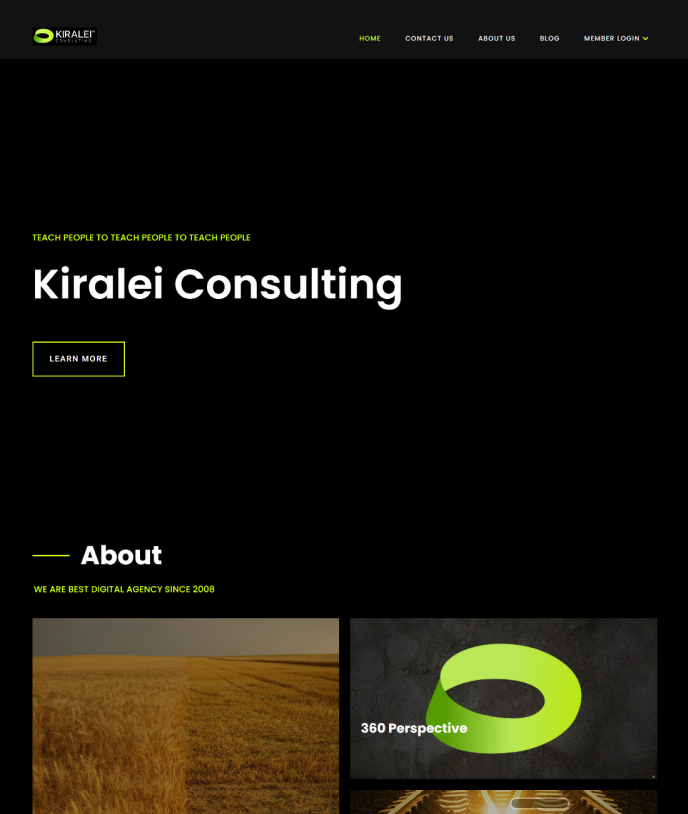 KIRALEI™
CONSULTING
HOME
CONTACT US
ABOUT US
BLOG
MEMBER LOGIN
TEACH PEOPLE TO TEACH PEOPLE TO TEACH PEOPLE
Kiralei Consulting
LEARN MORE
About
WE ARE BEST DIGITAL AGENCY SINCE 2008
360 Perspective